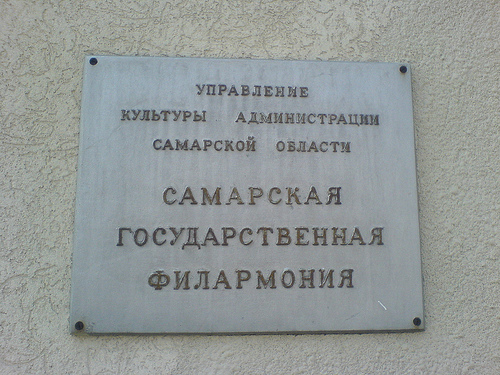 УПРАВЛЕНИЕ
КУЛЬТУРЫ АДМИНИСТРАЦИИ
САМАРСКОЙ ОБЛАСТИ
САМАРСКАЯ
ГОСУДАРСТВЕННАЯ
ФИЛАРМОНИЯ